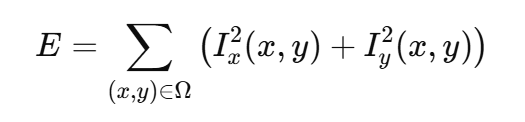 E = ∑_{(x,y)∈Ω} (I_x^2(x, y) + I_y^2(x, y))